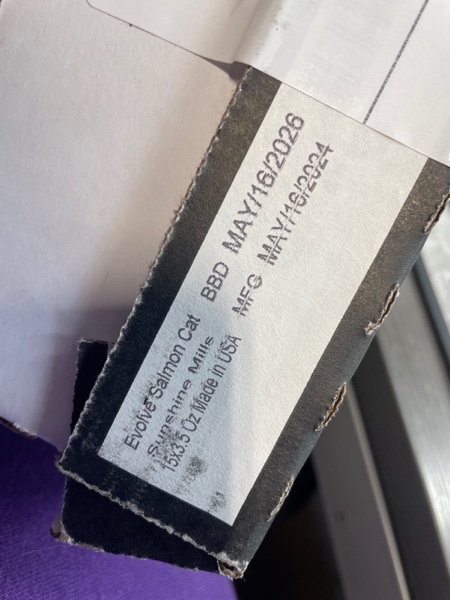 Evolve Salmon Cat BBD MAY/16/2026
Sunshine Mills MFG MAY/16/2024
15X3.5 Oz Made in USA